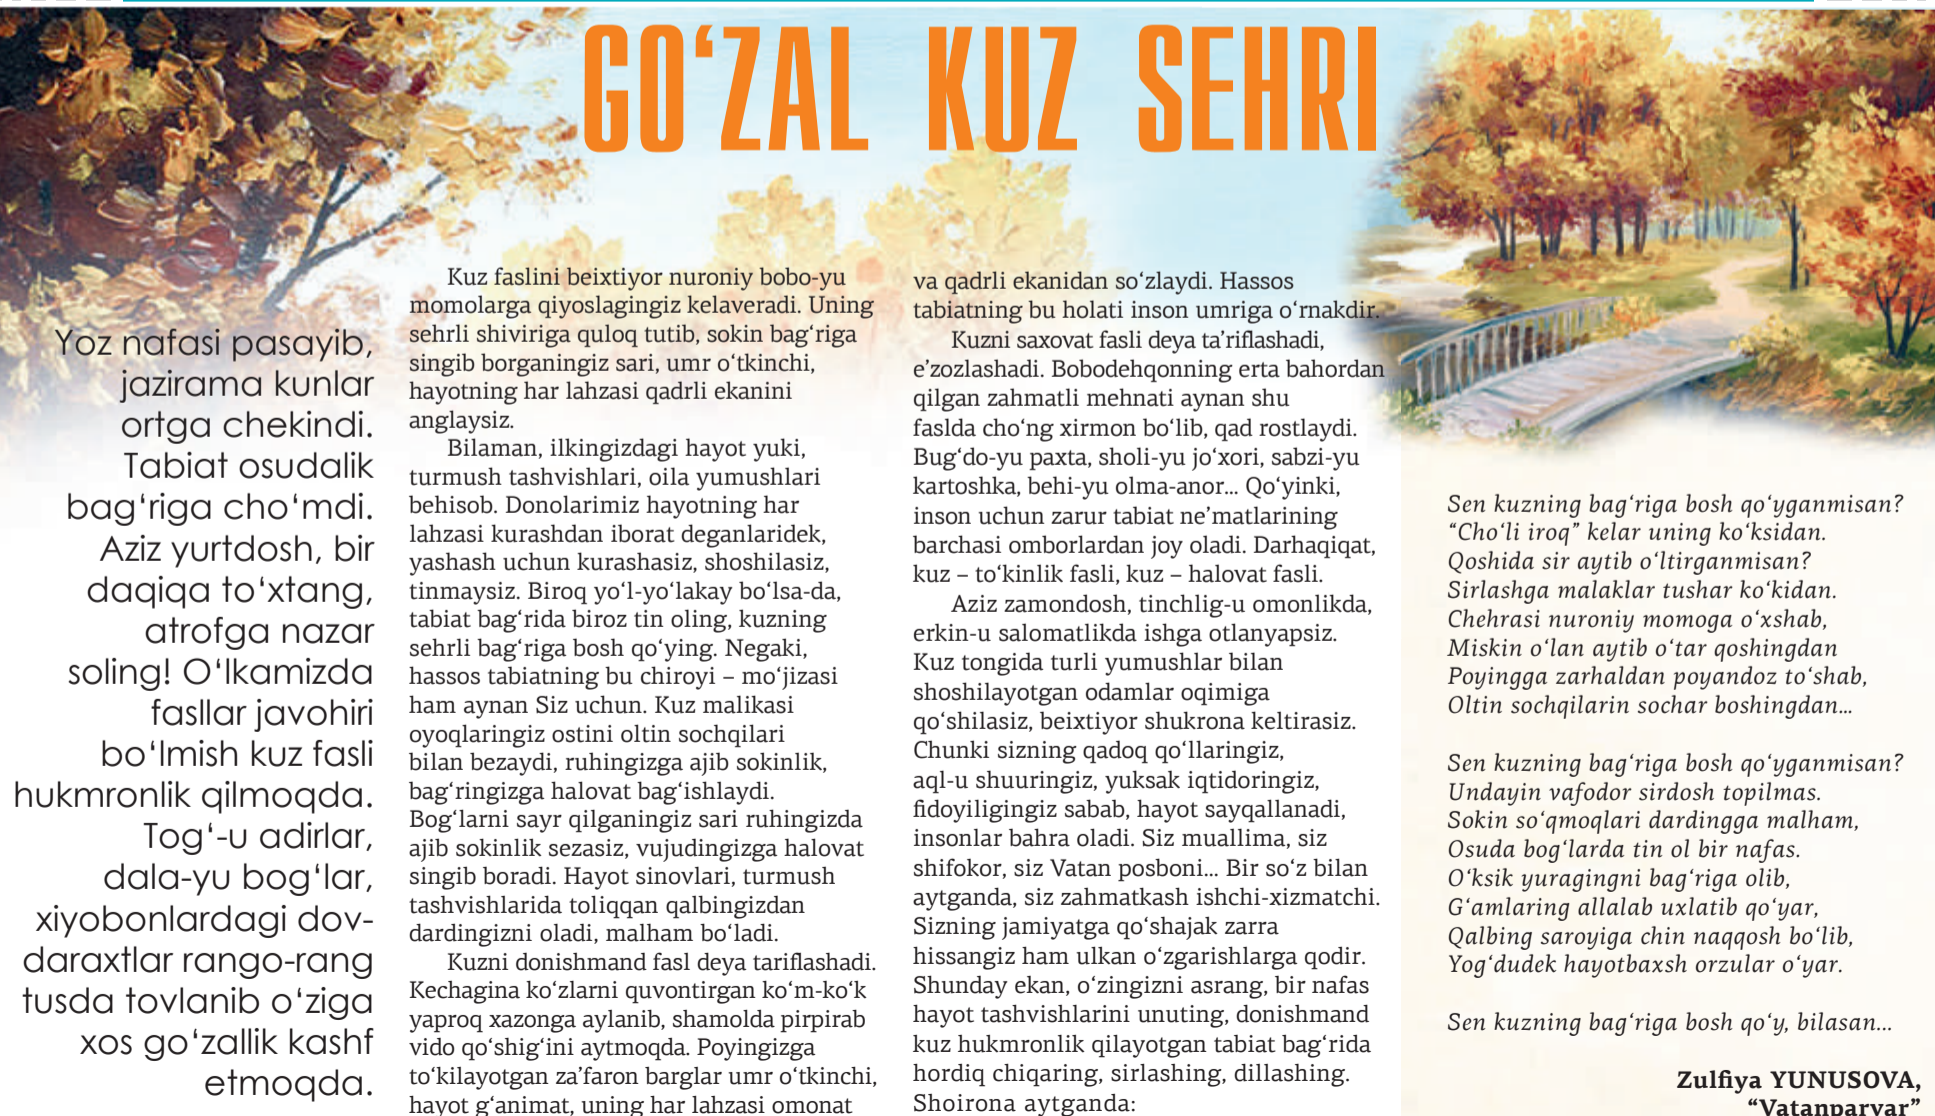 GO‘ZAL KUZ SEHRI
Yoz nafasi pasayib,
jazirama kunlar
ortga chekindi.
Tabiat osudalik
bag‘riga cho‘mdi.
Aziz yurtdosh, bir
daqiqa to‘xtang,
atrofga nazar
soling! O‘lkamizda
fasllar javohiri
bo‘lmish kuz fasli
hukmronlik qilmoqda.
Tog‘-u adirlar,
dala-yu bog‘lar,
xiyobonlardagi dov-
daraxtlar rango-rang
tusda tovlanib o‘ziga
xos go‘zallik kashf
etmoqda.
Kuz faslini beixtiyor nuroniy bobo-yu
momolarga qiyoslagingiz kelaveradi. Uning
sehrli shiviriga quloq tutib, sokin bag‘riga
singib borganingiz sari, umr o‘tkinchi,
hayotning har lahzasi qadrli ekanini
anglaysiz.
Bilaman, ilkingizdagi hayot yuki,
turmush tashvishlari, oila yumushlari
behisob. Donolarimiz hayotning har
lahzasi kurashdan iborat deganlaridek,
yashash uchun kurashasiz, shoshilasiz,
tinmaysiz. Biroq yo‘l-yo‘lakay bo‘lsa-da,
tabiat bag‘rida biroz tin oling, kuzning
sehrli bag‘riga bosh qo‘ying. Negaki,
hassos tabiatning bu chiroyi – mo‘jizasi
ham aynan Siz uchun. Kuz malikasi
oyoqlaringiz ostini oltin sochqilari
bilan bezaydi, ruhingizga ajib sokinlik,
bag‘ringizga halovat bag‘ishlaydi.
Bog‘larni sayr qilganingiz sari ruhingizda
ajib sokinlik sezasiz, vujudingizga halovat
singib boradi. Hayot sinovlari, turmush
tashvishlarida toliqqan qalbingizdan
dardingizni oladi, malham bo‘ladi.
Kuzni donishmand fasl deya tariflashadi.
Kechagina ko‘zlarni quvontirgan ko‘m-ko‘k
yaproq xazonga aylanib, shamolda pirpirab
vido qo‘shig‘ini aytmoqda. Poyingizga
to‘kilayotgan za’faron barglar umr o‘tkinchi,
hayot g‘animat, uning har lahzasi omonat
va qadrli ekanidan so‘zlaydi. Hassos
tabiatning bu holati inson umriga o‘rnakdir.
Kuzni saxovat fasli deya ta’riflashadi,
e’zozlashadi. Bobodehqonning erta bahordan
qilgan zahmatli mehnati aynan shu
faslda cho‘ng xirmon bo‘lib, qad rostlaydi.
Bug‘do-yu paxta, sholi-yu jo‘xori, sabzi-yu
kartoshka, behi-yu olma-anor... Qo‘yinki,
inson uchun zarur tabiat ne’matlarining
barchasi omborlardan joy oladi. Darhaqiqat,
kuz – to‘kinlik fasli, kuz – halovat fasli.
Aziz zamondosh, tinchlig-u omonlikda,
erkin-u salomatlikda ishga otlanyapsiz.
Kuz tongida turli yumushlar bilan
shoshilayotgan odamlar oqimiga
qo‘shilasiz, beixtiyor shukrona keltirasiz.
Chunki sizning qadoq qo‘llaringiz,
aql-u shuuringiz, yuksak iqtidoringiz,
fidoyiligingiz sabab, hayot sayqallanadi,
insonlar bahra oladi. Siz muallima, siz
shifokor, siz Vatan posboni... Bir so‘z bilan
aytganda, siz zahmatkash ishchi-xizmatchi.
Sizning jamiyatga qo‘shajak zarra
hissangiz ham ulkan o‘zgarishlarga qodir.
Shunday ekan, o‘zingizni asrang, bir nafas
hayot tashvishlarini unuting, donishmand
kuz hukmronlik qilayotgan tabiat bag‘rida
hordiq chiqaring, sirlashing, dillashing.
Shoirona aytganda:
Sen kuzning bag‘riga bosh qo‘yganmisan?
“Cho‘li iroq” kelar uning ko‘ksidan.
Qoshida sir aytib o‘ltirganmisan?
Sirlashga malaklar tushar ko‘kidan.
Chehrasi nuroniy momoga o‘xshab,
Miskin o‘lan aytib o‘tar qoshingdan
Poyingga zarhaldan poyandoz to‘shab,
Oltin sochqilarin sochar boshingdan...
Sen kuzning bag‘riga bosh qo‘yganmisan?
Undayin vafodor sirdosh topilmas.
Sokin so‘qmoqlari dardingga malham,
Osuda bog‘larda tin ol bir nafas.
O‘ksik yuragingni bag‘riga olib,
G‘amlaring allalab uxlatib qo‘yar,
Qalbing saroyiga chin naqqosh bo‘lib,
Yog‘dudek hayotbaxsh orzular o‘yar.
Sen kuzning bag‘riga bosh qo‘y, bilasan...
Zulfiya YUNUSOVA,
“Vatanparvar”